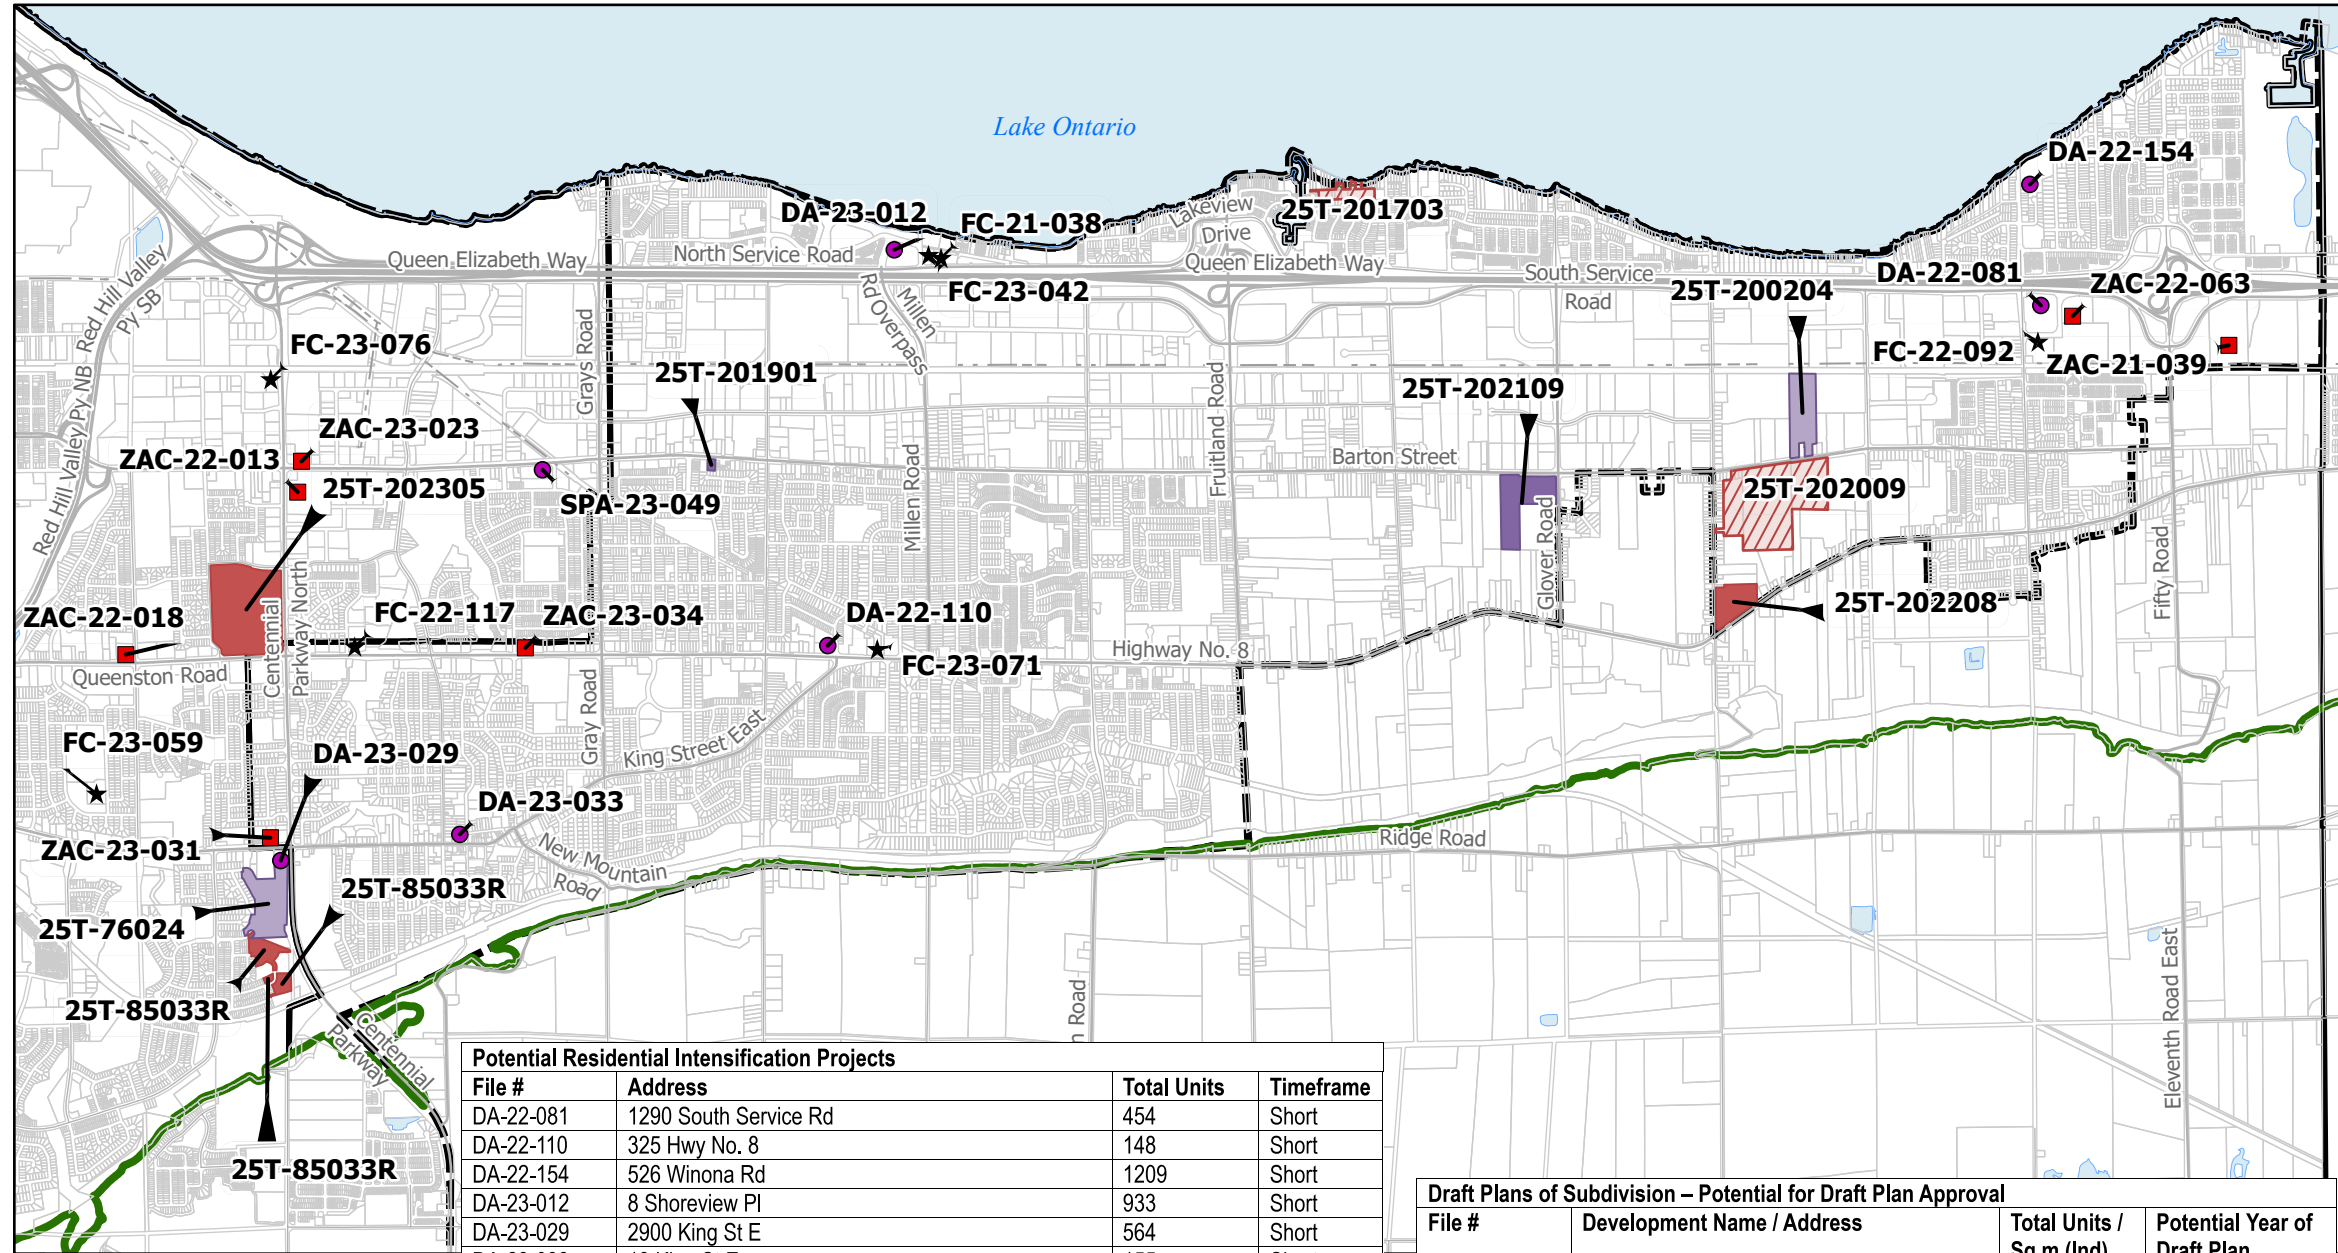 Lake Ontario
DA-22-154
DA-23-012
FC-21-038
25T-201703
Lakeview
Drive
Queen Elizabeth Way
North Service Road
Queen Elizabeth Way
South Service
Road
DA-22-081
ZAC-22-063
FC-23-042
25T-200204
Millen
Rd Overpass
Red Hill Valley Py NB
Red Hill Valley
Py SB
FC-23-076
Grays Road
25T-201901
25T-202109
FC-22-092
ZAC-21-039
ZAC-23-023
ZAC-22-013
25T-202305
SPA-23-049
Millen Road
Fruitland Road
Barton Street
25T-202009
Glover Road
Fifty Road
ZAC-22-018
Centennial
Parkway North
FC-22-117
ZAC-23-034
DA-22-110
25T-202208
Queenston Road
FC-23-071
Highway No. 8
Gray Road
King Street East
FC-23-059
DA-23-029
DA-23-033
ZAC-23-031
New Mountain
Road
Ridge Road
25T-85033R
25T-76024
25T-85033R
Centennial
Parkway
Road
Eleventh Road East
25T-85033R
Potential Residential Intensification Projects
File # Address Total Units Timeframe
DA-22-081 1290 South Service Rd 454 Short
DA-22-110 325 Hwy No. 8 148 Short
DA-22-154 526 Winona Rd 1209 Short
DA-23-012 8 Shoreview Pl 933 Short
DA-23-029 2900 King St E 564 Short
Draft Plans of Subdivision – Potential for Draft Plan Approval
File # Development Name / Address Total Units / Potential Year of
Sq m (Ind) Draft Plan